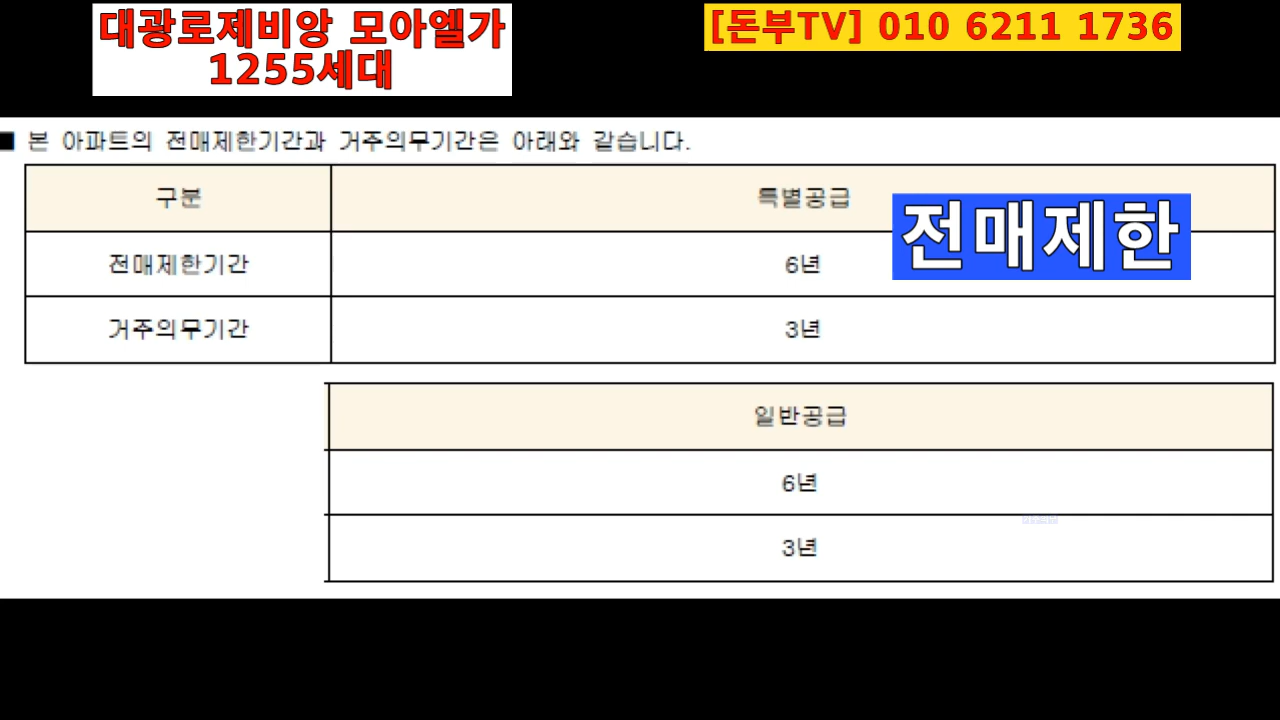 대광로제비앙 모아엘가
1255세대
[돈부TV] 010 6211 1736
■ 본 아파트의 전매제한기간과 거주의무기간은 아래와 같습니다.
구분 특별공급
전매제한
전매제한기간 6년
거주의무기간 3년
일반공급
6년
3년